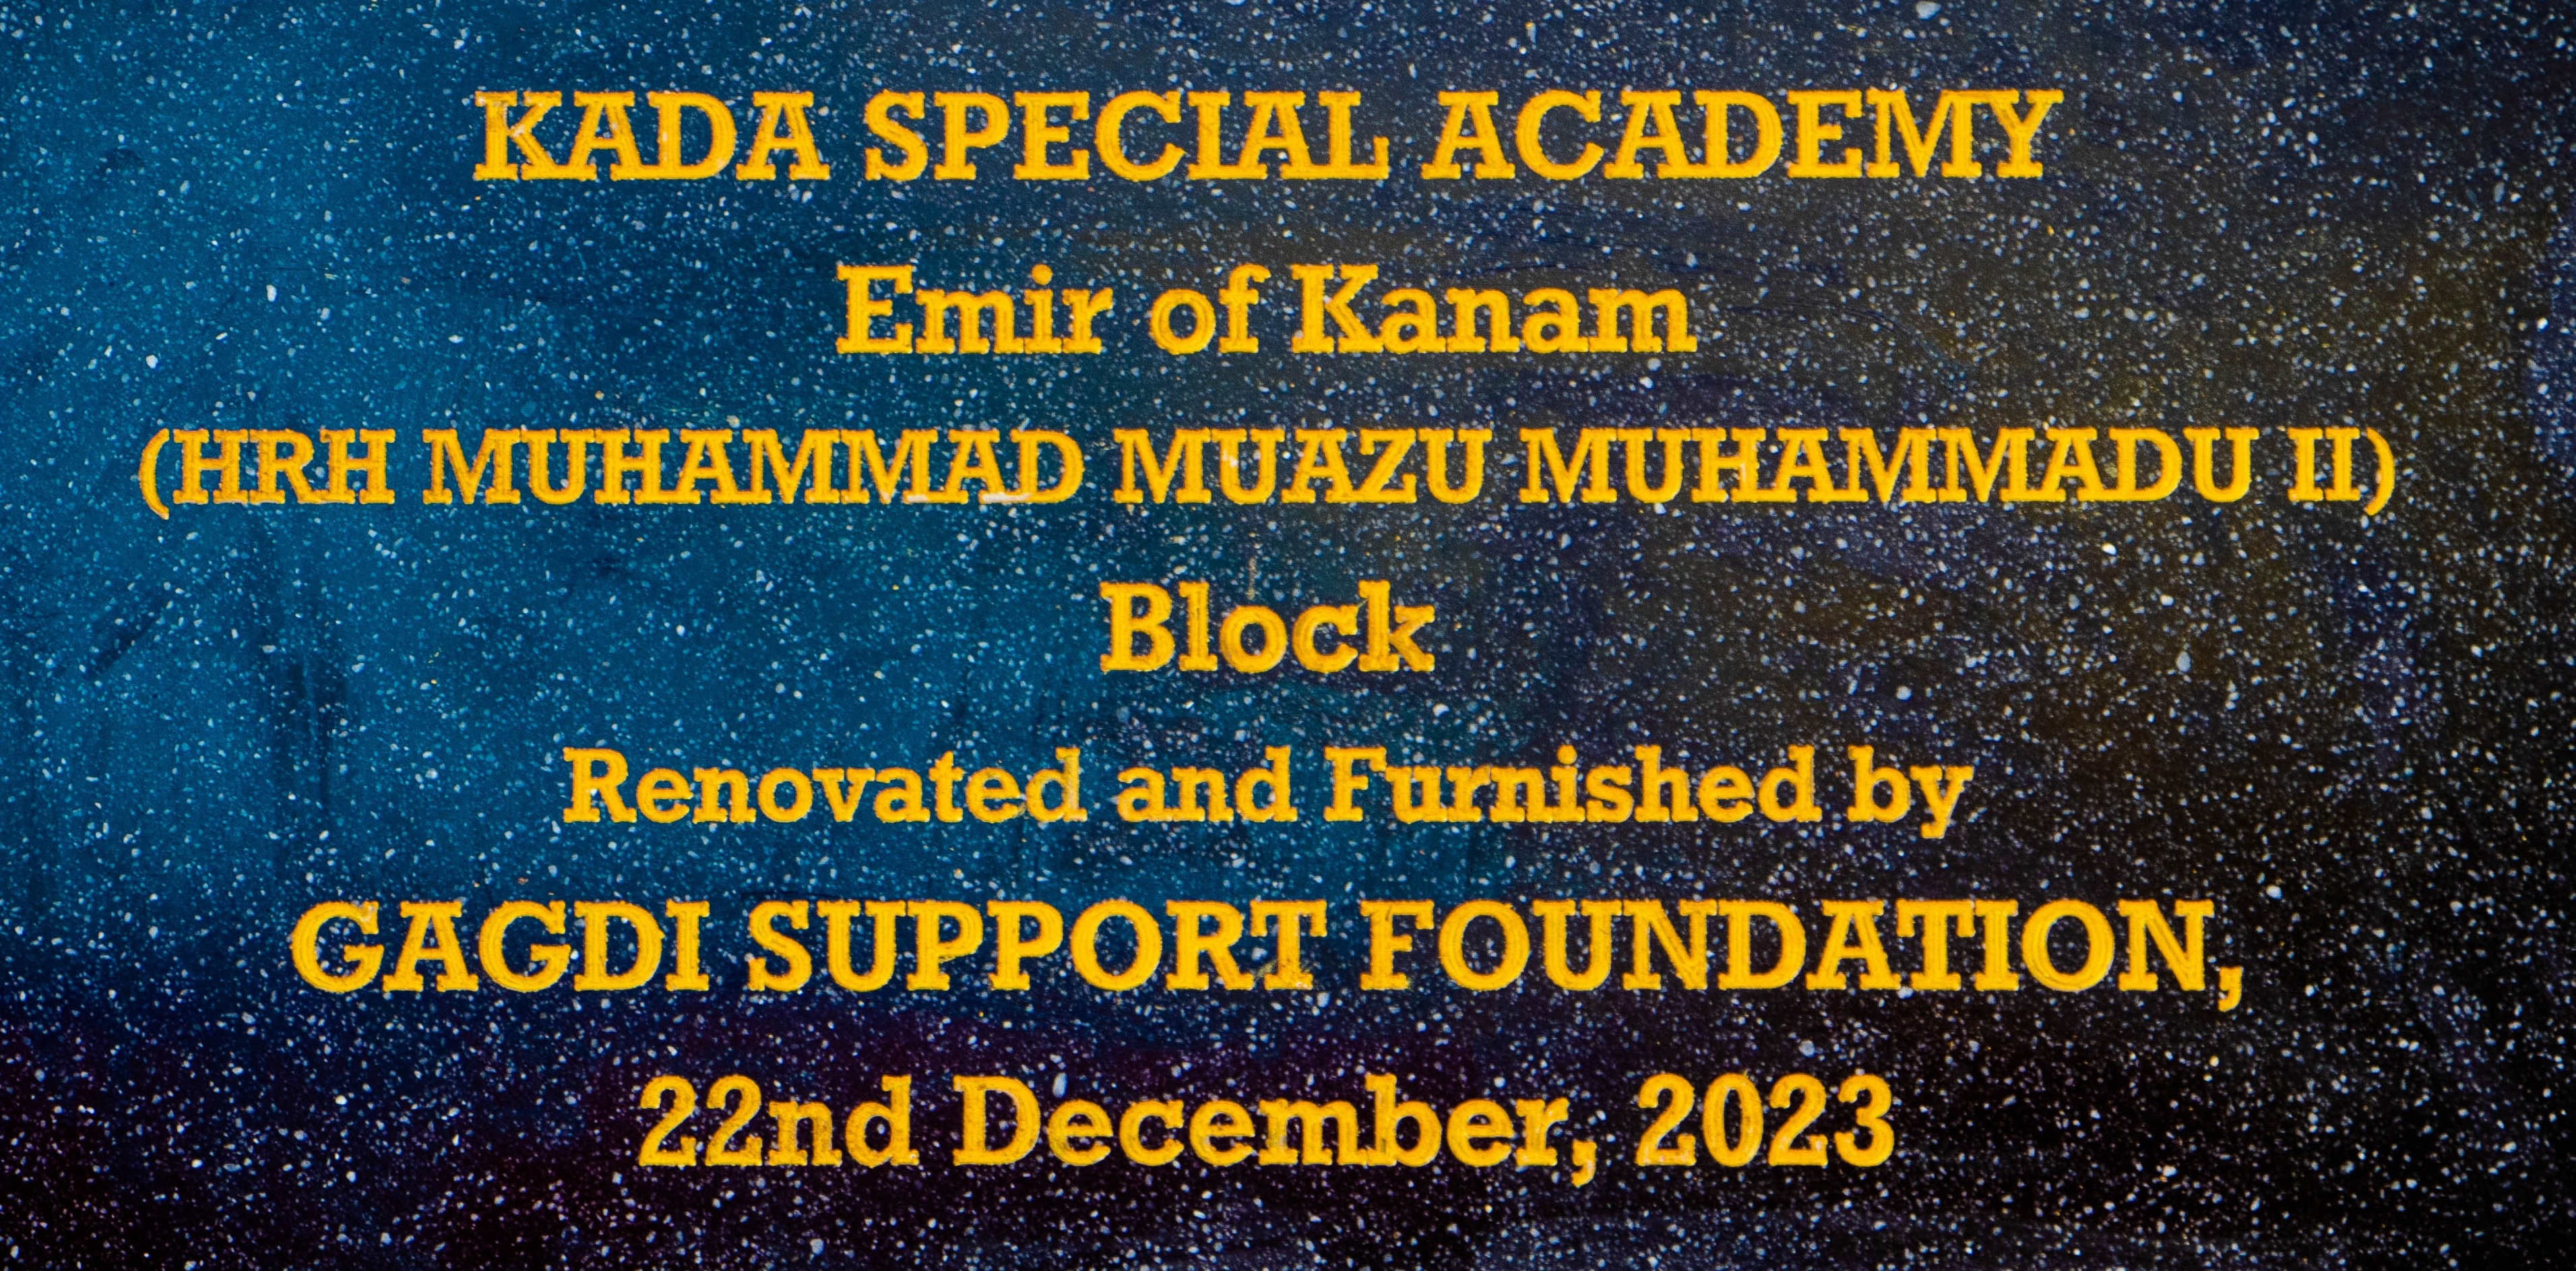 KADA SPECIAL ACADEMY
Emir of Kanam
(HRH MUHAMMAD MUAZU MUHAMMADU II)
Block
Renovated and Furnished by
GAGDI SUPPORT FOUNDATION,
22nd December, 2023